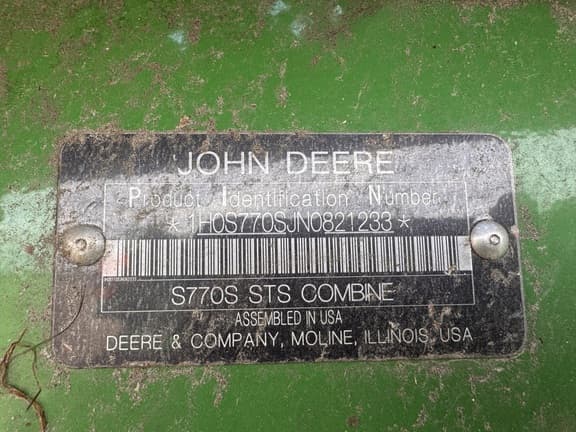 JOHN DEERE
Product Identification Number
*1H0S770SJN0821233*
S770S STS COMBINE
ASSEMBLED IN USA
DEERE & COMPANY, MOLINE, ILLINOIS, USA